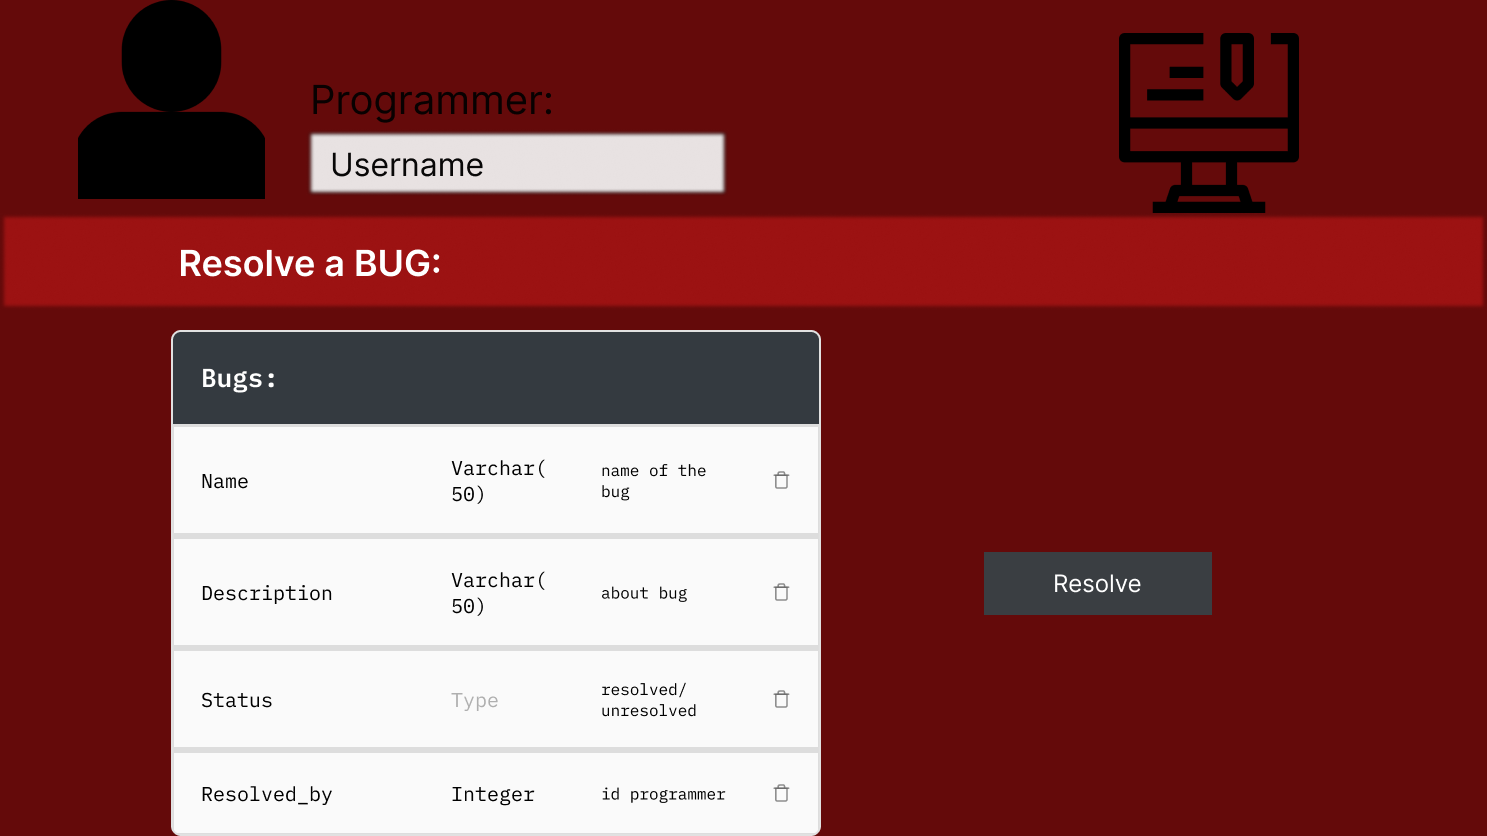 Programmer:
Username
Resolve a BUG:
Bugs:
Name
Varchar(
50)
name of the
bug
Description
Varchar(
50)
about bug
Resolve
Status
Type
resolved/
unresolved
Resolved_by
Integer
id programmer